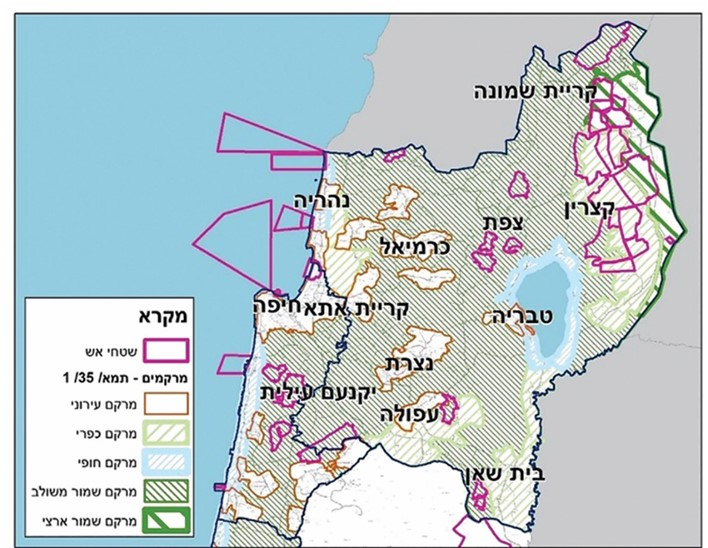 קריית שמונה
נהריה
צפת
קצרין
כרמיאל
חיפה
קריית אתא
טבריה
נצרת
יקנעם עילית
עפולה
בית שאן
מקרא
שטחי אש
מרקמים - תמא/ 35/ 1
מרקם עירוני
מרקם כפרי
מרקם חופי
מרקם שמור משולב
מרקם שמור ארצי